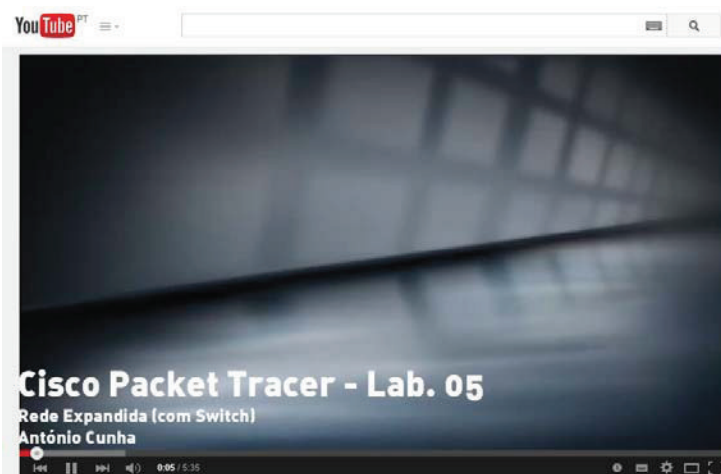 YouTube PT
Cisco Packet Tracer - Lab. 05
Rede Expandida (com Switch)
António Cunha
0:05 / 5:35